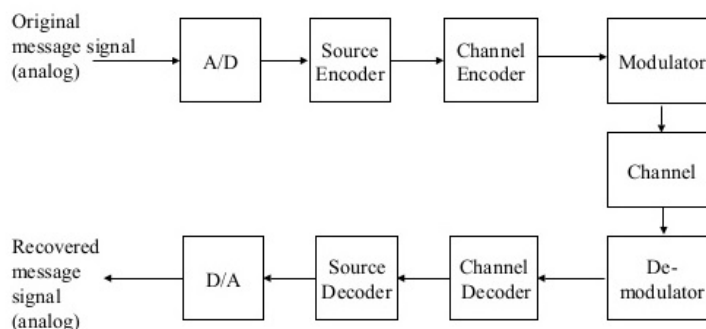 Original
message signal
(analog)
A/D
Source
Encoder
Channel
Encoder
Modulator
Channel
De-
modulator
Channel
Decoder
Source
Decoder
D/A
Recovered
message
signal
(analog)